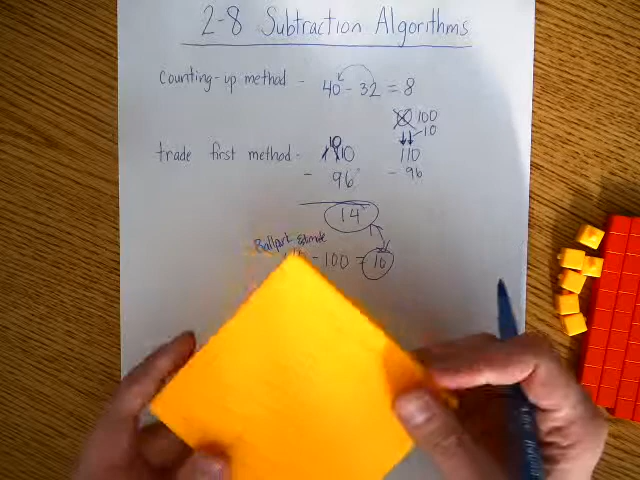 2-8 Subtraction Algorithms
counting-up method - 40 - 32 = 8
100
10
trade first method - 10 110
110
- 96 - 96
14
Ballpark Estimate
- 100 = 10